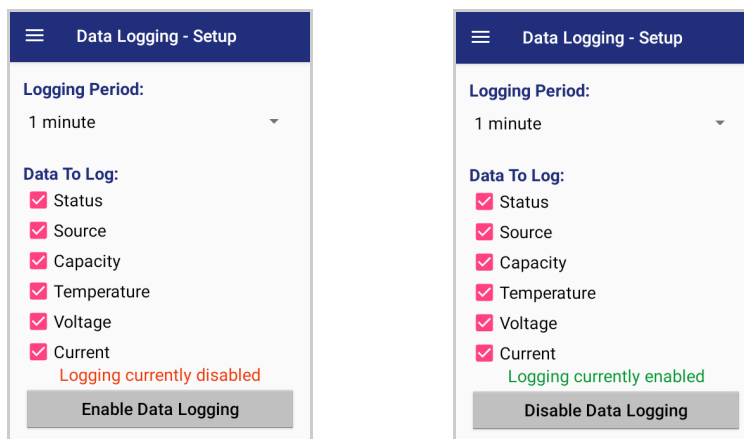 Data Logging - Setup
Logging Period:
1 minute
Data To Log:
Status
Source
Capacity
Temperature
Voltage
Current
Logging currently disabled
Enable Data Logging
Data Logging - Setup
Logging Period:
1 minute
Data To Log:
Status
Source
Capacity
Temperature
Voltage
Current
Logging currently enabled
Disable Data Logging